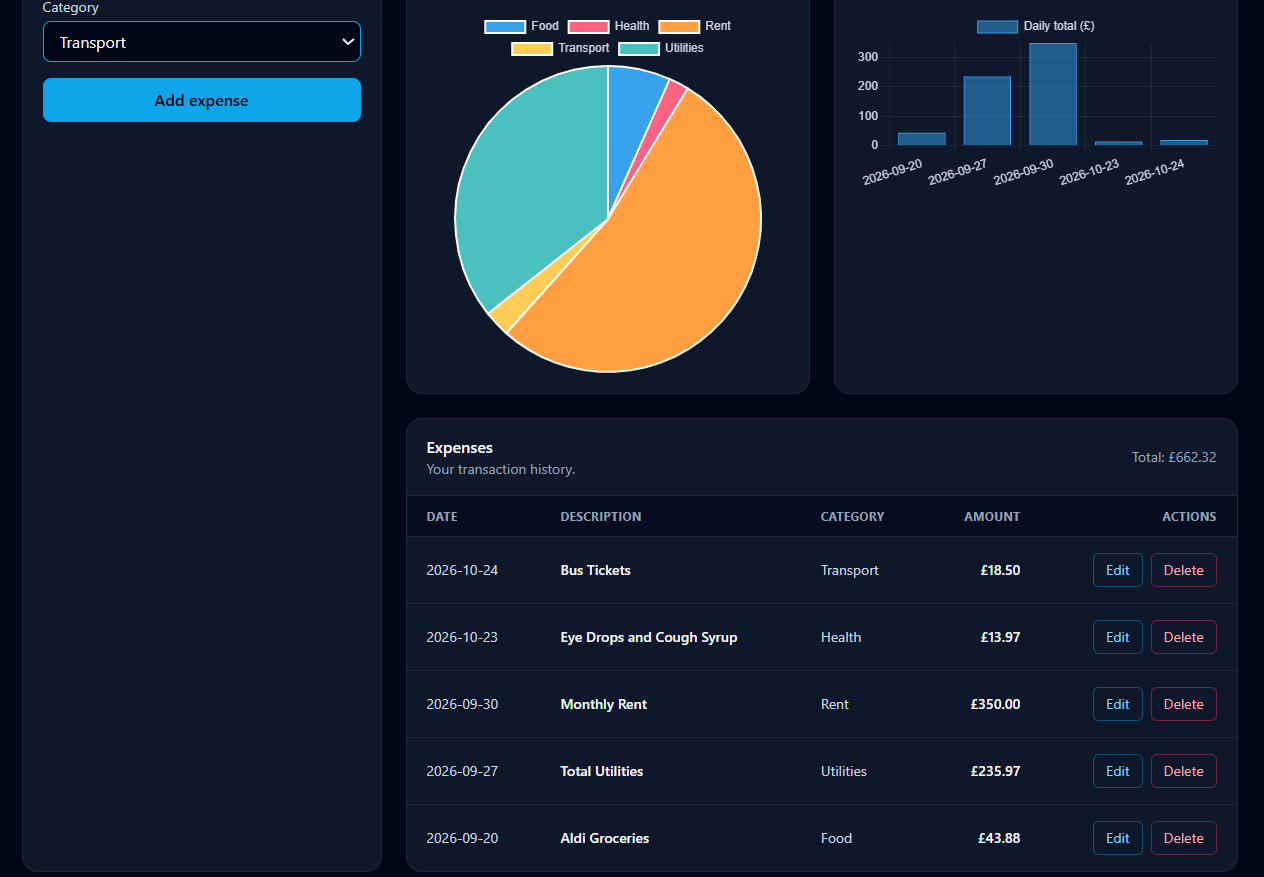 Category
Transport
Add expense
Food Health Rent
Transport Utilities
Daily total (£)
300
200
100
0
2026-09-20 2026-09-27 2026-09-30 2026-10-23 2026-10-24
Expenses
Your transaction history.
Total: £662.32
DATE DESCRIPTION CATEGORY AMOUNT ACTIONS
2026-10-24 Bus Tickets Transport £18.50 Edit Delete
2026-10-23 Eye Drops and Cough Syrup Health £13.97 Edit Delete
2026-09-30 Monthly Rent Rent £350.00 Edit Delete
2026-09-27 Total Utilities Utilities £235.97 Edit Delete
2026-09-20 Aldi Groceries Food £43.88 Edit Delete